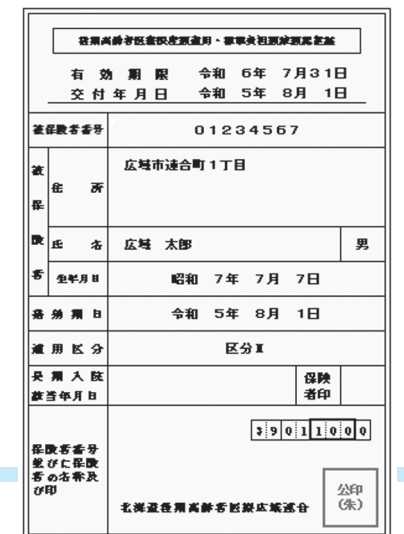 後期高齢者医療限度額適用・標準負担額減額認定証
有効期限 令和 6年 7月31日
交付年月日 令和 5年 8月 1日
被保険者番号 01234567
被保険者
住所 広域市連合町1丁目
氏名 広域 太郎 男
生年月日 昭和 7年 7月 7日
発効期日 令和 5年 8月 1日
適用区分 区分Ⅱ
長期入院
該当年月日
保険
者印
保険者番号
並びに保険
者の名称及
び印
39011000
北海道後期高齢者医療広域連合
公印
(朱)